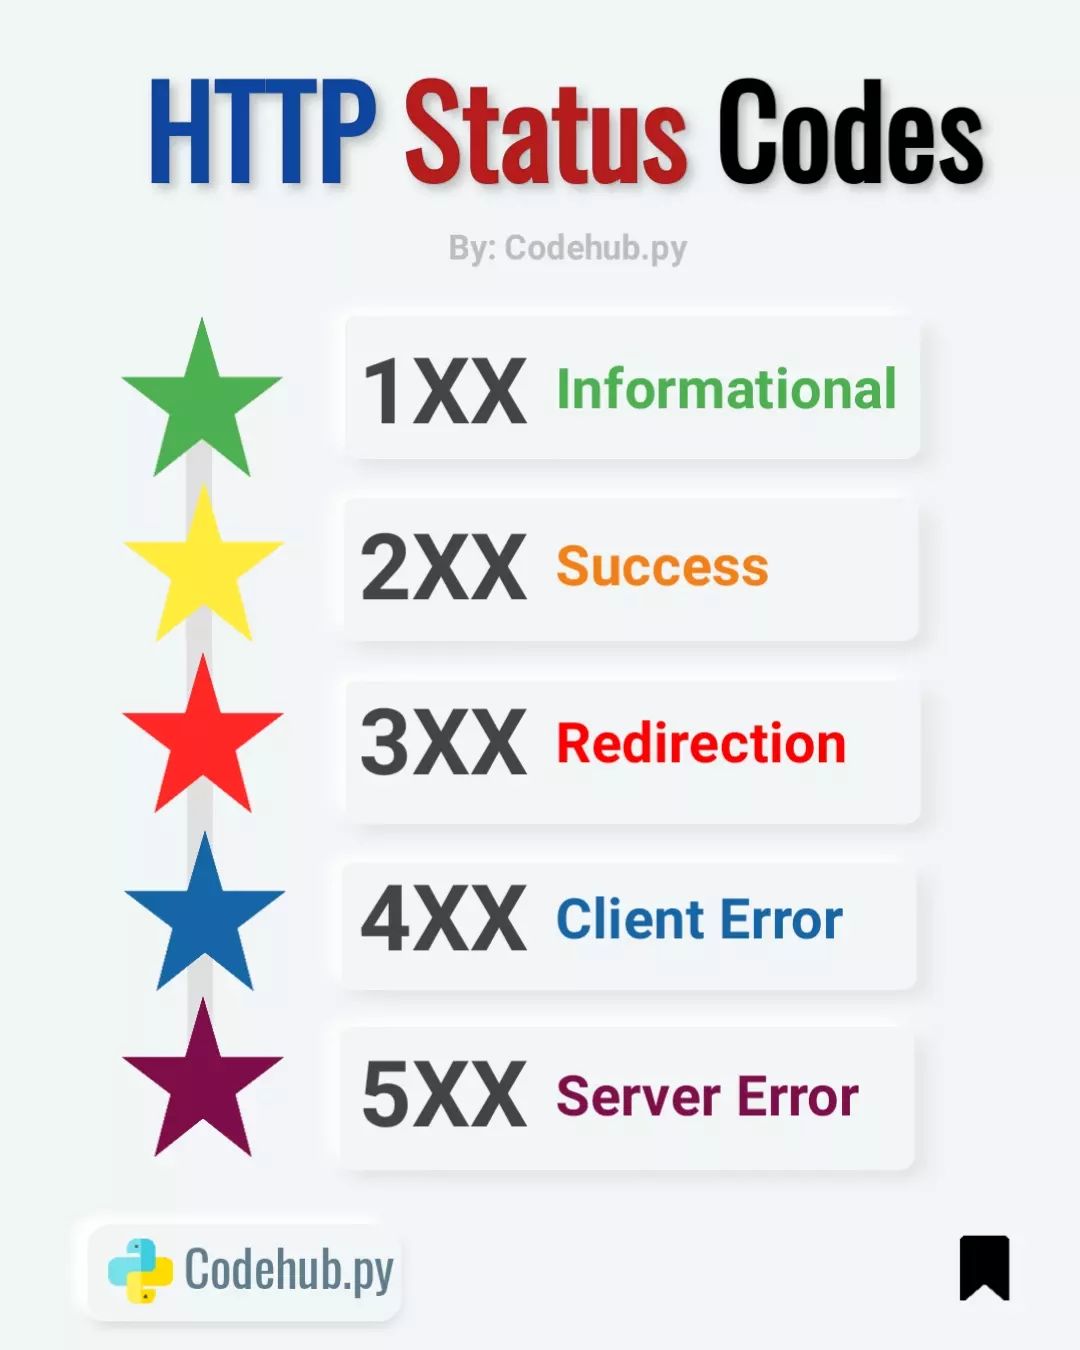 HTTP Status Codes
By: Codehub.py
1XX Informational
2XX Success
3XX Redirection
4XX Client Error
5XX Server Error
Codehub.py